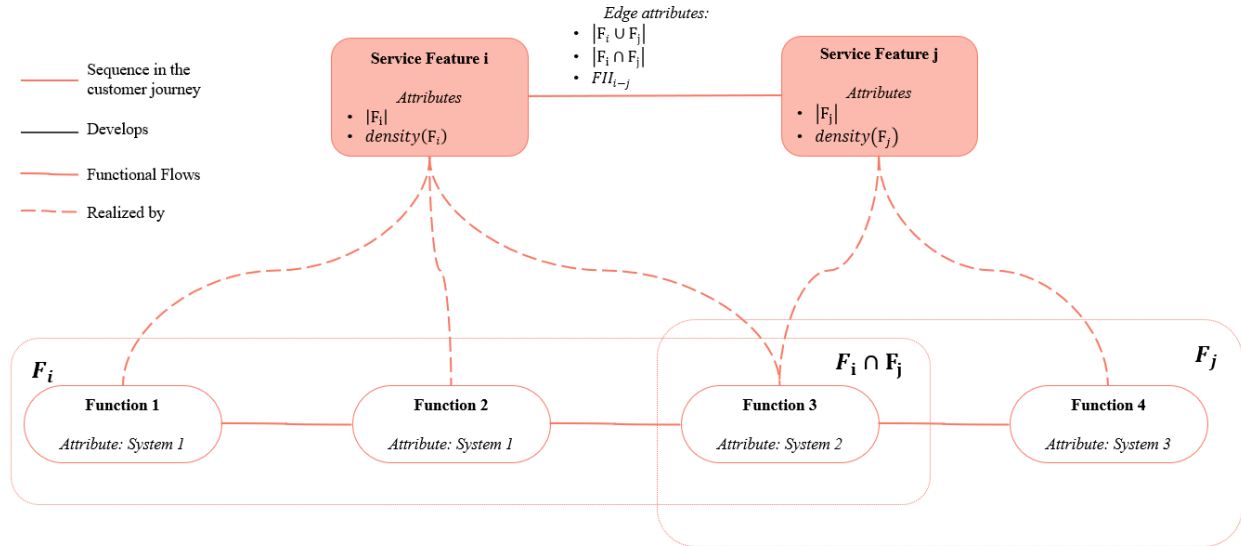 Edge attributes:
• |F𝑖 ∪ Fj|
• |Fi ∩ Fj|
• 𝐹𝐼𝐼𝑖−𝑗
Service Feature i
Attributes
• |Fi|
• 𝑑𝑒𝑛𝑠𝑖𝑡𝑦(F𝑖)
Service Feature j
Attributes
• |Fj|
• 𝑑𝑒𝑛𝑠𝑖𝑡𝑦(F𝑗)
Sequence in the
customer journey
Develops
Functional Flows
Realized by
𝑭𝒊
𝑭𝐢 ∩ 𝐅𝐣
𝑭𝒋
Function 1
Attribute: System 1
Function 2
Attribute: System 1
Function 3
Attribute: System 2
Function 4
Attribute: System 3